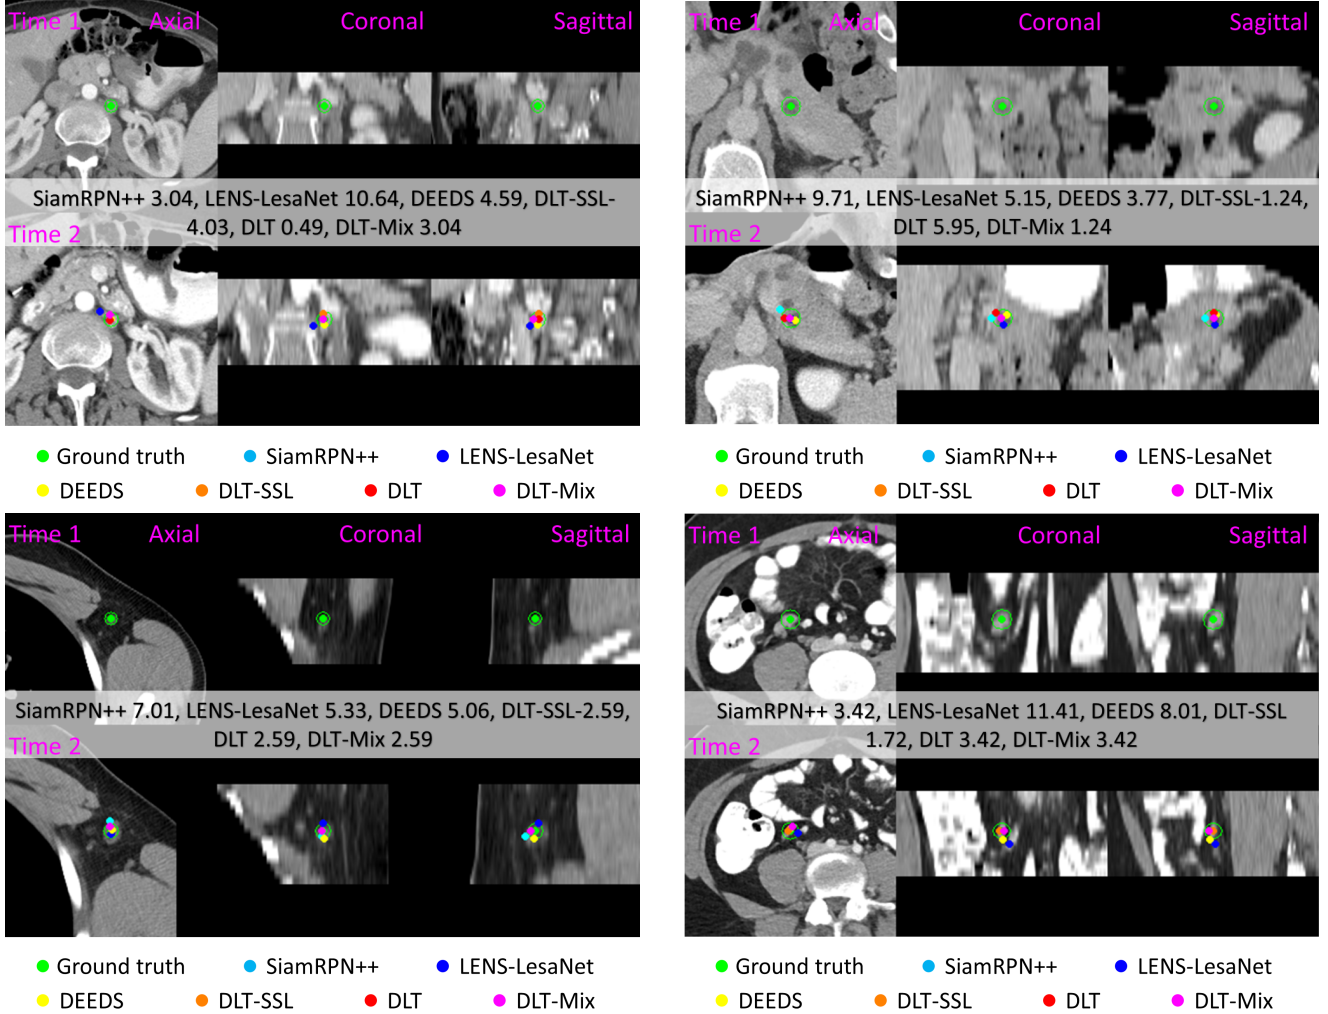 Time 1 Axial Coronal Sagittal
SiamRPN++ 3.04, LENS-LesaNet 10.64, DEEDS 4.59, DLT-SSL-
4.03, DLT 0.49, DLT-Mix 3.04
Time 2
Ground truth SiamRPN++ LENS-LesaNet
DEEDS DLT-SSL DLT DLT-Mix
Time 1 Axial Coronal Sagittal
SiamRPN++ 9.71, LENS-LesaNet 5.15, DEEDS 3.77, DLT-SSL-1.24,
DLT 5.95, DLT-Mix 1.24
Time 2
Ground truth SiamRPN++ LENS-LesaNet
DEEDS DLT-SSL DLT DLT-Mix
Time 1 Axial Coronal Sagittal
SiamRPN++ 7.01, LENS-LesaNet 5.33, DEEDS 5.06, DLT-SSL-2.59,
DLT 2.59, DLT-Mix 2.59
Time 2
Ground truth SiamRPN++ LENS-LesaNet
DEEDS DLT-SSL DLT DLT-Mix
Time 1 Axial Coronal Sagittal
SiamRPN++ 3.42, LENS-LesaNet 11.41, DEEDS 8.01, DLT-SSL
1.72, DLT 3.42, DLT-Mix 3.42
Time 2
Ground truth SiamRPN++ LENS-LesaNet
DEEDS DLT-SSL DLT DLT-Mix